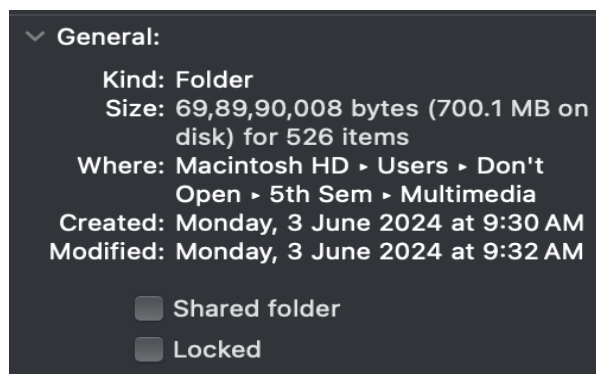 General:
Kind: Folder
Size: 69,89,90,008 bytes (700.1 MB on
disk) for 526 items
Where: Macintosh HD ▸ Users ▸ Don't
Open ▸ 5th Sem ▸ Multimedia
Created: Monday, 3 June 2024 at 9:30 AM
Modified: Monday, 3 June 2024 at 9:32 AM
Shared folder
Locked